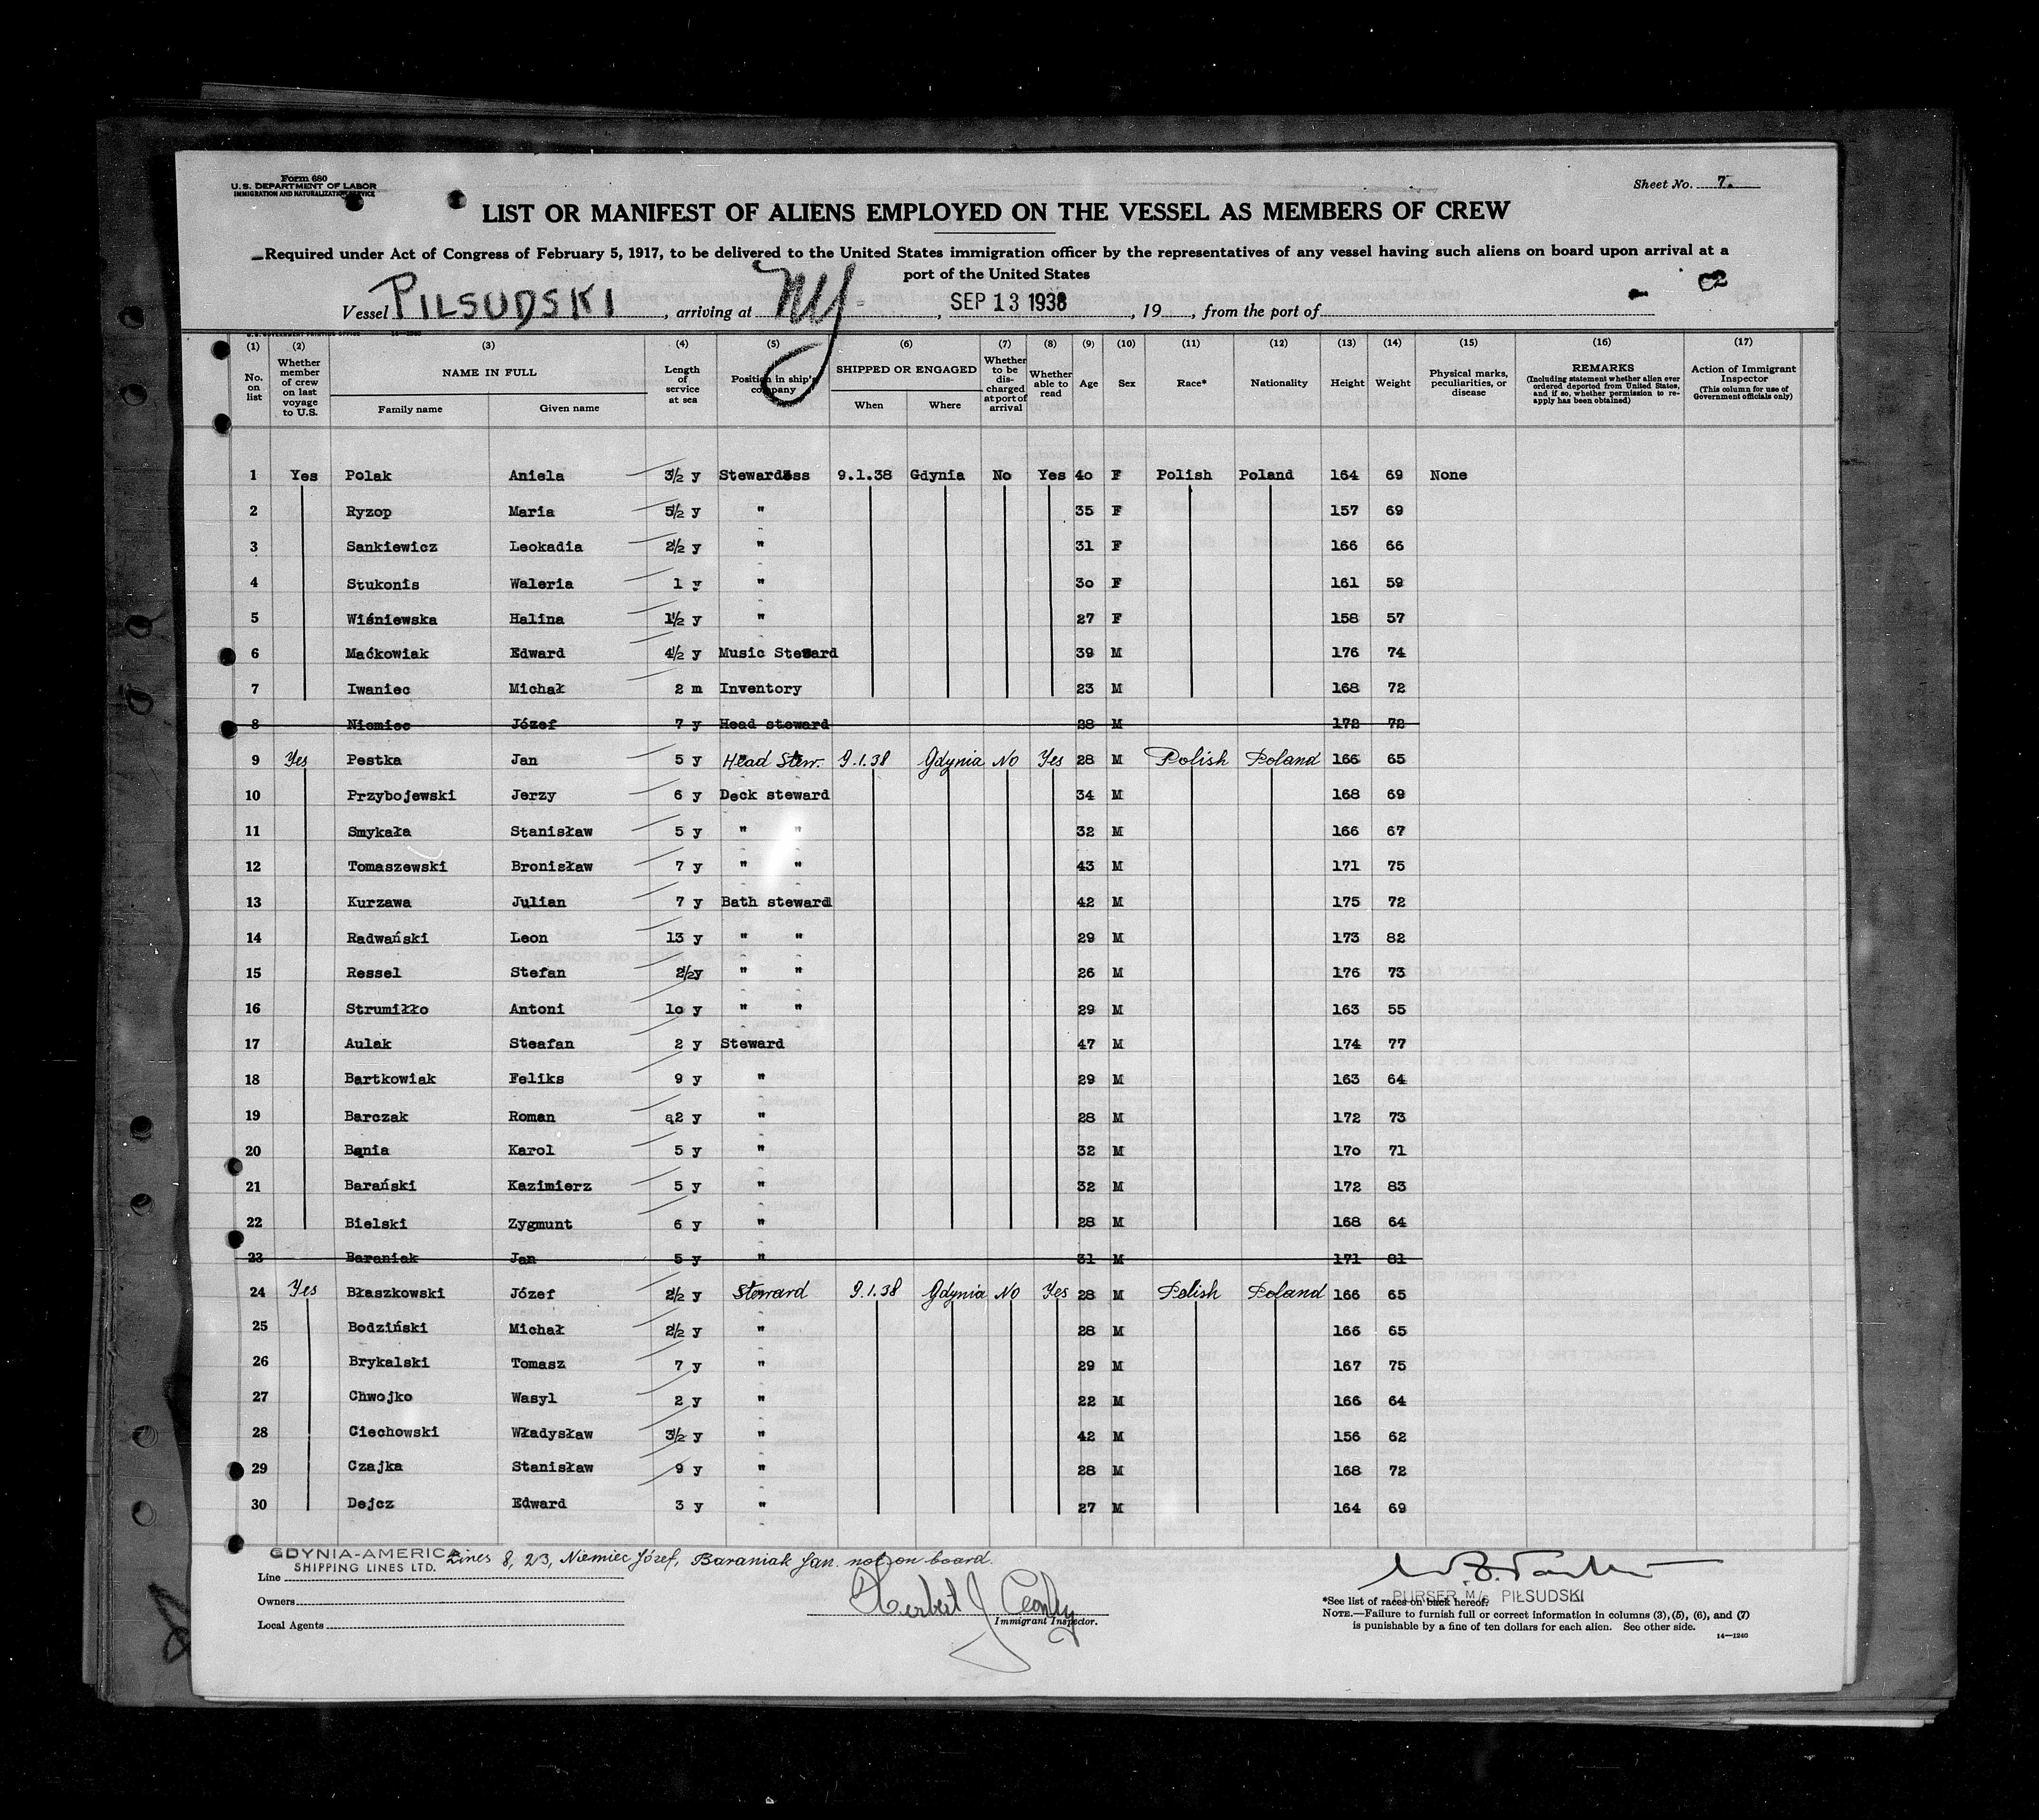 Form 680
U.S. DEPARTMENT OF LABOR
IMMIGRATION AND NATURALIZATION SERVICE
Sheet No. 7.
LIST OR MANIFEST OF ALIENS EMPLOYED ON THE VESSEL AS MEMBERS OF CREW
Required under Act of Congress of February 5, 1917, to be delivered to the United States immigration officer by the representatives of any vessel having such aliens on board upon arrival at a
port of the United States
Vessel PILSUDSKI, arriving at NY, SEP 13 1938, 19, from the port of
(1) (2) (3) (4) (5) (6) (7) (8) (9) (10) (11) (12) (13) (14) (15) (16) (17)
No. on list
Whether member of crew on last voyage to U.S.
NAME IN FULL
Family name
Given name
Length of service at sea
Position in ship's company
SHIPPED OR ENGAGED
When
Where
Whether to be discharged at port of arrival
Whether able to read
Age
Sex
Race*
Nationality
Height
Weight
Physical marks, peculiarities, or disease
REMARKS
(Including statement whether alien ever ordered deported from United States, and if so, whether permission to reapply has been obtained)
Action of Immigrant Inspector
(This column for use of Government officials only)
1 Yes Polak Aniela 3½ y Stewardess 9.1.38 Gdynia No Yes 40 F Polish Poland 164 69 None
2 Ryzop Maria 5½ y " 35 F 157 69
3 Sankiewicz Leokadia 2½ y " 31 F 166 66
4 Stukonis Waleria 1 y " 30 F 161 59
5 Wiśniewska Halina 1½ y " 27 F 158 57
6 Maćkowiak Edward 4½ y Music Steward 39 M 176 74
7 Iwaniec Michał 2 m Inventory 23 M 168 72
8 Niemiec Józef 7 y Head steward 28 M 172 72
9 Yes Pestka Jan 5 y Head Stew. 9.1.38 Gdynia No Yes 28 M Polish Poland 166 65
10 Przybojewski Jerzy 6 y Deck steward 34 M 168 69
11 Smykała Stanisław 5 y " " 32 M 166 67
12 Tomaszewski Bronisław 7 y " " 43 M 171 75
13 Kurzawa Julian 7 y Bath steward 42 M 175 72
14 Radwański Leon 13 y " " 29 M 173 82
15 Ressel Stefan 2½y " " 26 M 176 73
16 Strumiłło Antoni 10 y " " 29 M 163 55
17 Aulak Steafan 2 y Steward 47 M 174 77
18 Bartkowiak Feliks 9 y " 29 M 163 64
19 Barczak Roman 2 y " 28 M 172 73
20 Bania Karol 5 y " 32 M 170 71
21 Barański Kazimierz 5 y " 32 M 172 83
22 Bielski Zygmunt 6 y " 28 M 168 64
23 Baraniak Jan 5 y " 31 M 171 81
24 Yes Błaszkowski Józef 2½ y Steward 9.1.38 Gdynia No Yes 28 M Polish Poland 166 65
25 Bodziński Michał 2½ y " 28 M 166 65
26 Brykalski Tomasz 7 y " 29 M 167 75
27 Chwojko Wasyl 2 y " 22 M 166 64
28 Ciechowski Władysław 3½ y " 42 M 156 62
29 Czajka Stanisław 9 y " 28 M 168 72
30 Dejcz Edward 3 y " 27 M 164 69
GDYNIA-AMERICA
SHIPPING LINES LTD.
Lines 8, 23, Niemiec Józef, Baraniak Jan. not on board.
Line
Owners
Local Agents
Herbert J
Immigrant Inspector.
PURSER M/S PIŁSUDSKI
*See list of races on back hereof.
NOTE.—Failure to furnish full or correct information in columns (3), (5), (6), and (7)
is punishable by a fine of ten dollars for each alien. See other side.
14—1240